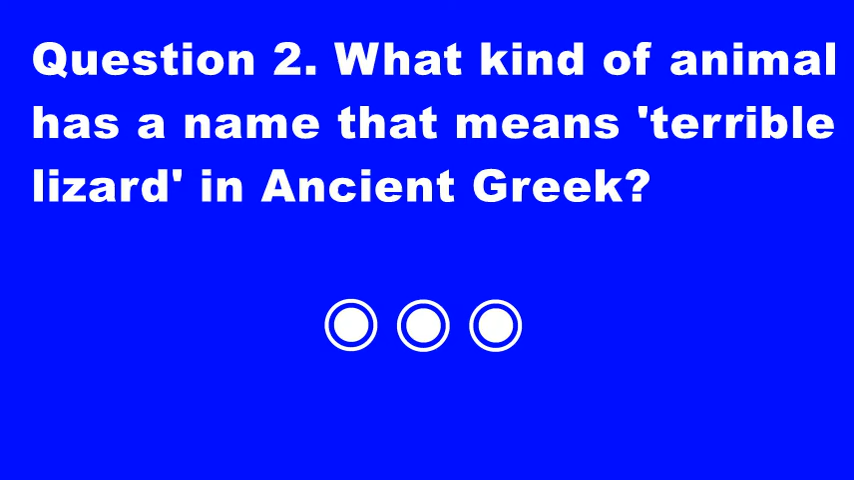 Question 2. What kind of animal
has a name that means 'terrible
lizard' in Ancient Greek?